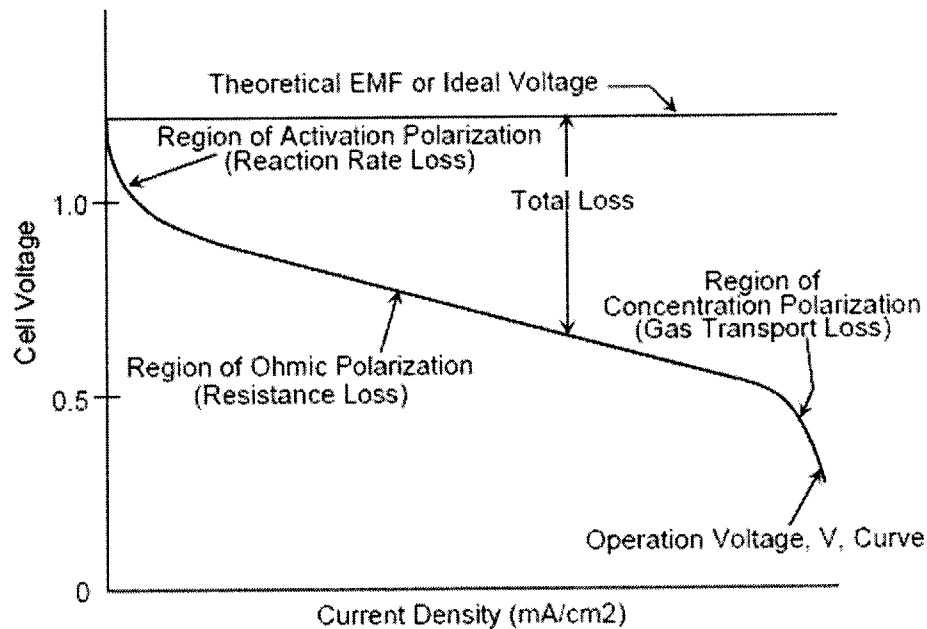 Theoretical EMF or Ideal Voltage
Region of Activation Polarization
(Reaction Rate Loss)
1.0
Total Loss
Cell Voltage
Region of
Concentration Polarization
(Gas Transport Loss)
Region of Ohmic Polarization
(Resistance Loss)
0.5
Operation Voltage, V, Curve
0
Current Density (mA/cm2)